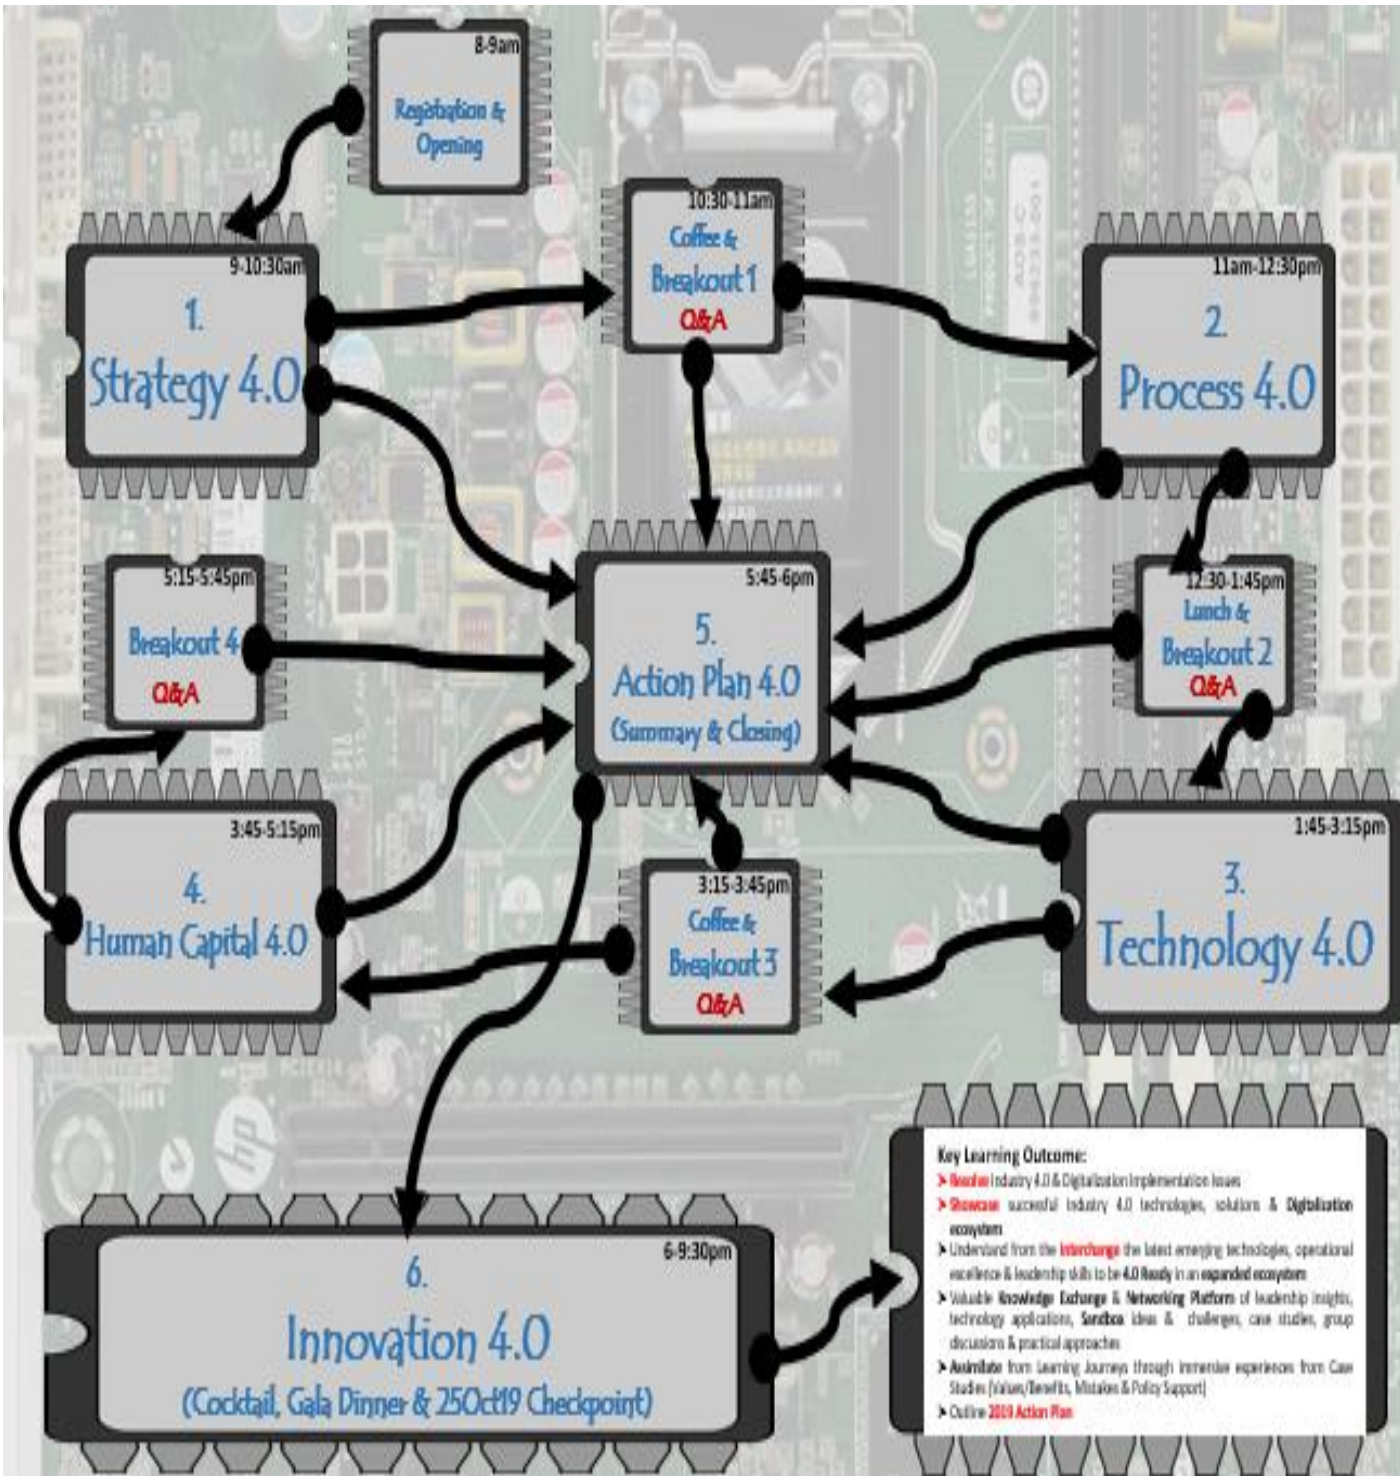 8-9am
Registration &
Opening
9-10:30am
1.
Strategy 4.0
10:30-11am
Coffee &
Breakout 1
Q&A
11am-12:30pm
2.
Process 4.0
12:30-1:45pm
Lunch &
Breakout 2
Q&A
1:45-3:15pm
3.
Technology 4.0
3:15-3:45pm
Coffee &
Breakout 3
Q&A
3:45-5:15pm
4.
Human Capital 4.0
5:15-5:45pm
Breakout 4
Q&A
5:45-6pm
5.
Action Plan 4.0
(Summary & Closing)
6-9:30pm
6.
Innovation 4.0
(Cocktail, Gala Dinner & 25Oct19 Checkpoint)
Key Learning Outcome:
➤ Resolve Industry 4.0 & Digitalization Implementation Issues
➤ Showcase successful industry 4.0 technologies, solutions & Digitalization
ecosystem
➤ Understand from the Interchange the latest emerging technologies, operational
excellence & leadership skills to be 4.0 Ready in an expanded ecosystem
➤ Valuable Knowledge Exchange & Networking Platform of leadership insights,
technology applications, Sandbox ideas & challenges, case studies, group
discussions & practical approaches
➤ Assimilate from Learning Journeys through immersive experiences from Case
Studies (Values/Benefits, Mistakes & Policy Support)
➤ Outline 2019 Action Plan
hp